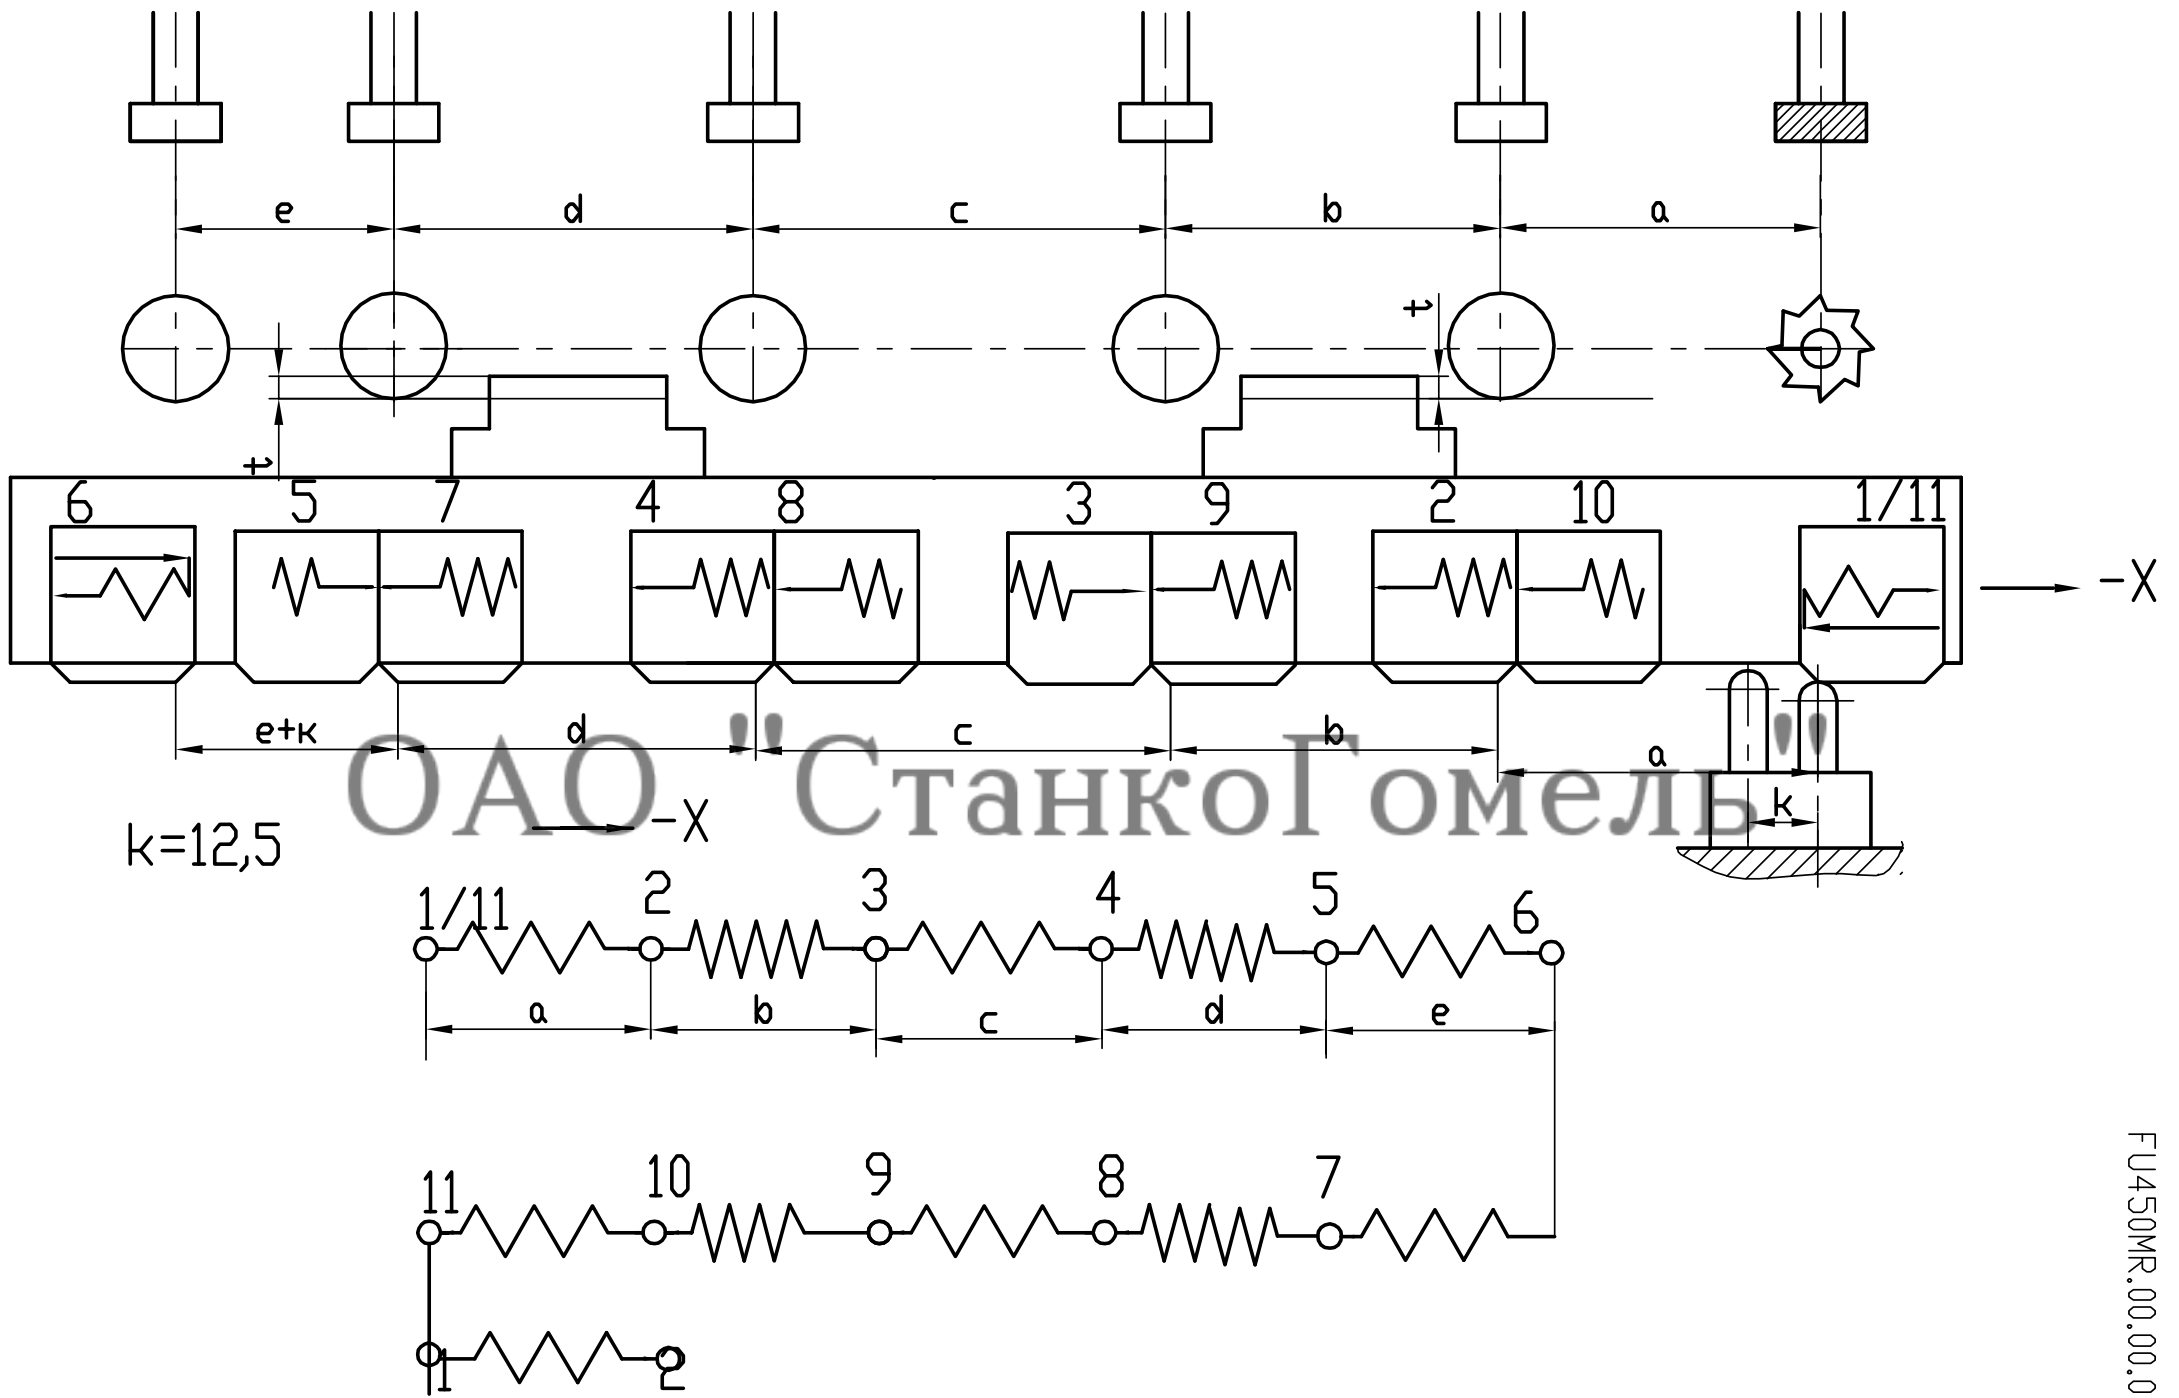 e d c b a
t
t
6 5 7 4 8 3 9 2 10 1/11
-X
e+к d c b
a
k
ОАО "СтанкоГомель"
k=12,5
-X
1/11 2 3 4 5 6
a b c d e
11 10 9 8 7
1 2
FU450MR.00.00.0